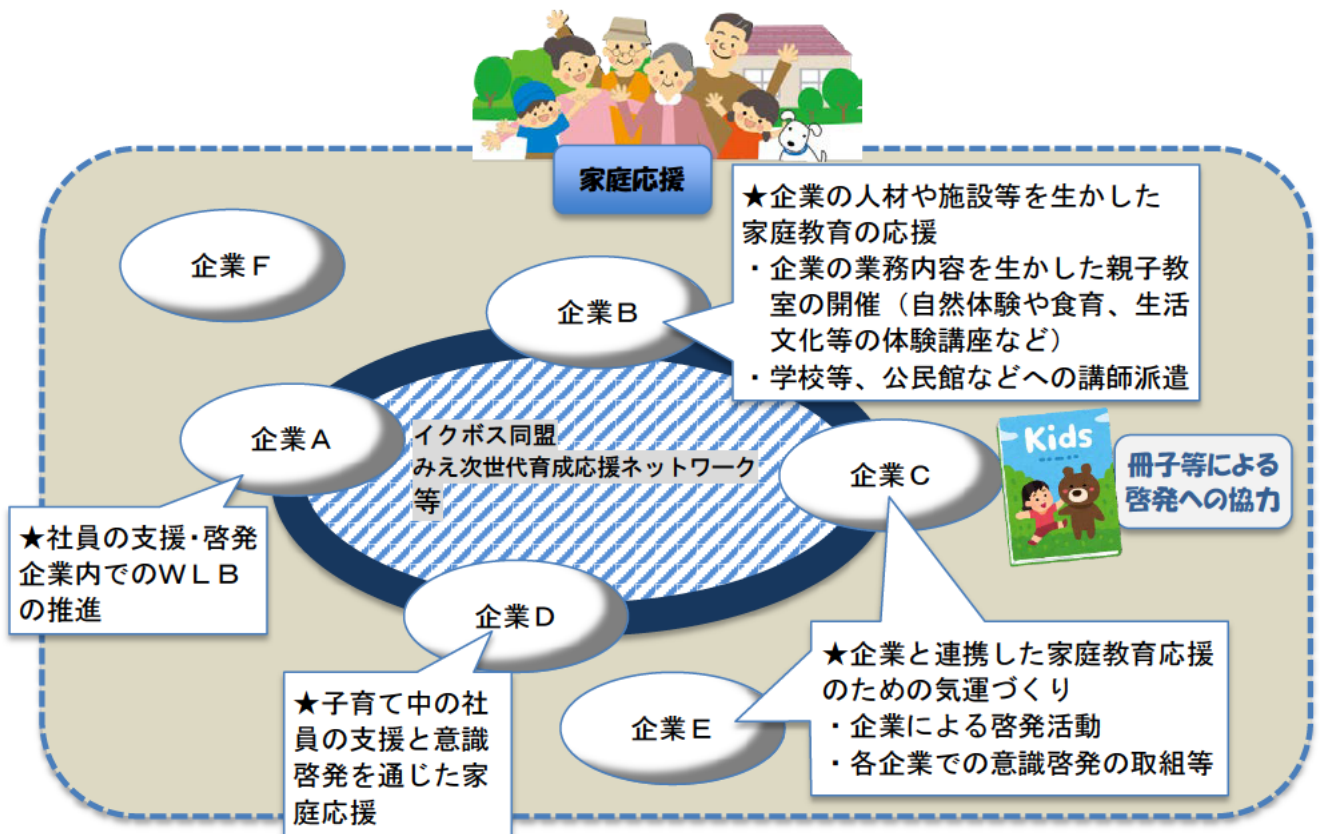 家庭応援
企業F
企業B
★企業の人材や施設等を生かした
家庭教育の応援
・企業の業務内容を生かした親子教
室の開催（自然体験や食育、生活
文化等の体験講座など）
・学校等、公民館などへの講師派遣
企業A
イクボス同盟
みえ次世代育成応援ネットワーク
等
企業C
Kids
冊子等による
啓発への協力
★社員の支援・啓発
企業内でのWLB
の推進
企業D
★子育て中の社
員の支援と意識
啓発を通じた家
庭応援
企業E
★企業と連携した家庭教育応援
のための気運づくり
・企業による啓発活動
・各企業での意識啓発の取組等